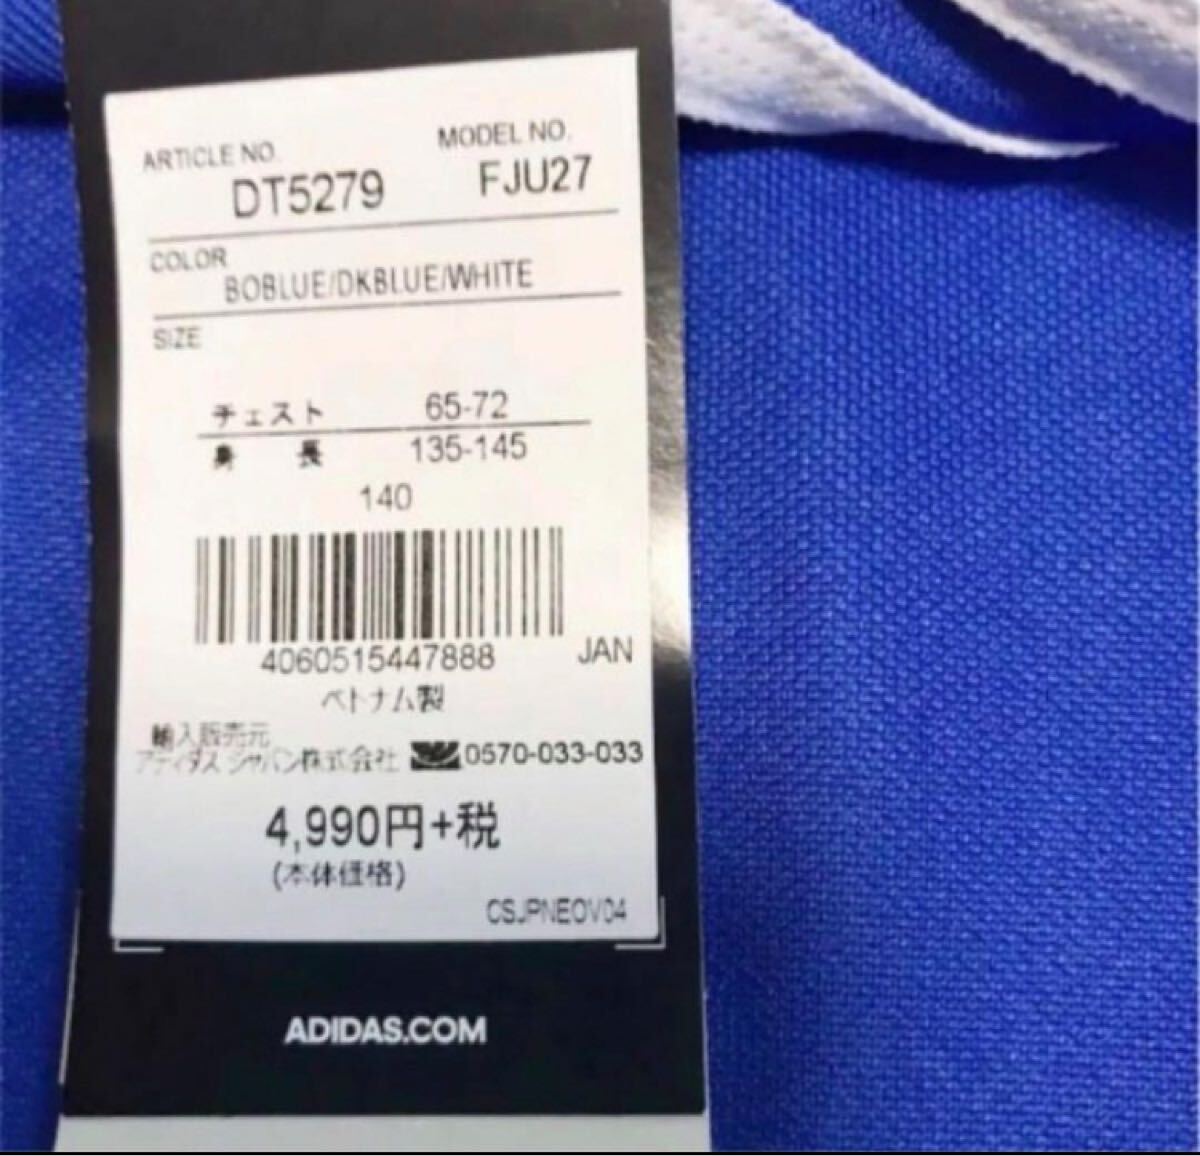 ARTICLE NO. MODEL NO.
DT5279 FJU27
COLOR
BOBLUE/DKBLUE/WHITE
SIZE
チェスト 65-72
身長 135-145
140
4060515447888 JAN
ベトナム製
輸入販売元
アディダス ジャパン株式会社 0570-033-033
4,990円+税
(本体価格)
CSJPNEOV04
ADIDAS.COM